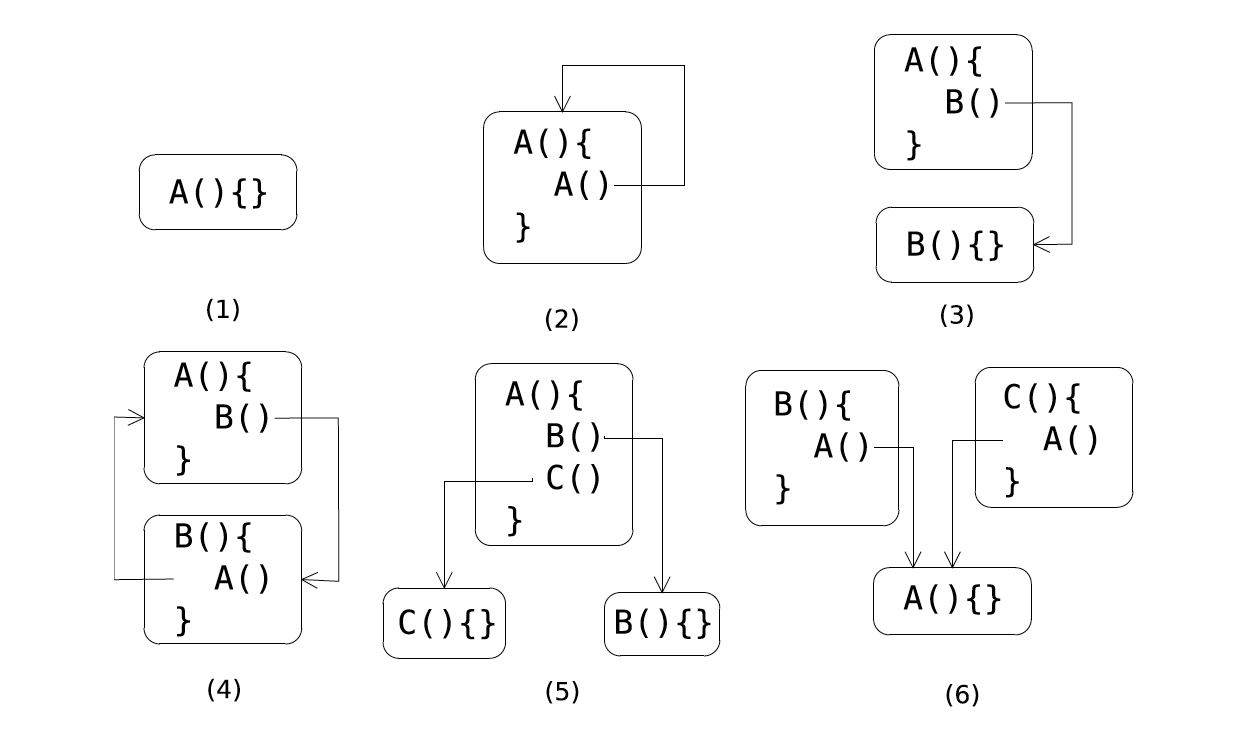 A(){}
(1)
A(){
A()
}
(2)
A(){
B()
}
B(){}
(3)
A(){
B()
}
B(){
A()
}
(4)
A(){
B()
C()
}
C(){}
B(){}
(5)
B(){
A()
}
C(){
A()
}
A(){}
(6)